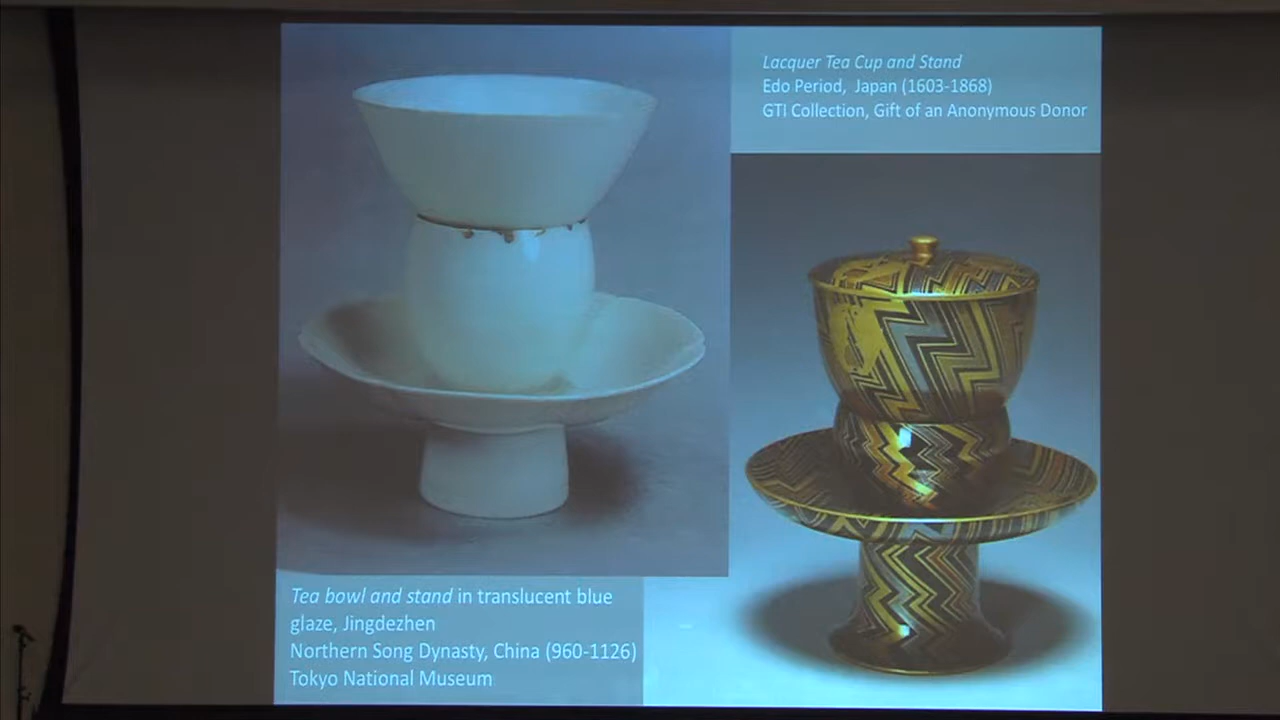 Lacquer Tea Cup and Stand
Edo Period, Japan (1603-1868)
GTI Collection, Gift of an Anonymous Donor
Tea bowl and stand in translucent blue
glaze, Jingdezhen
Northern Song Dynasty, China (960-1126)
Tokyo National Museum